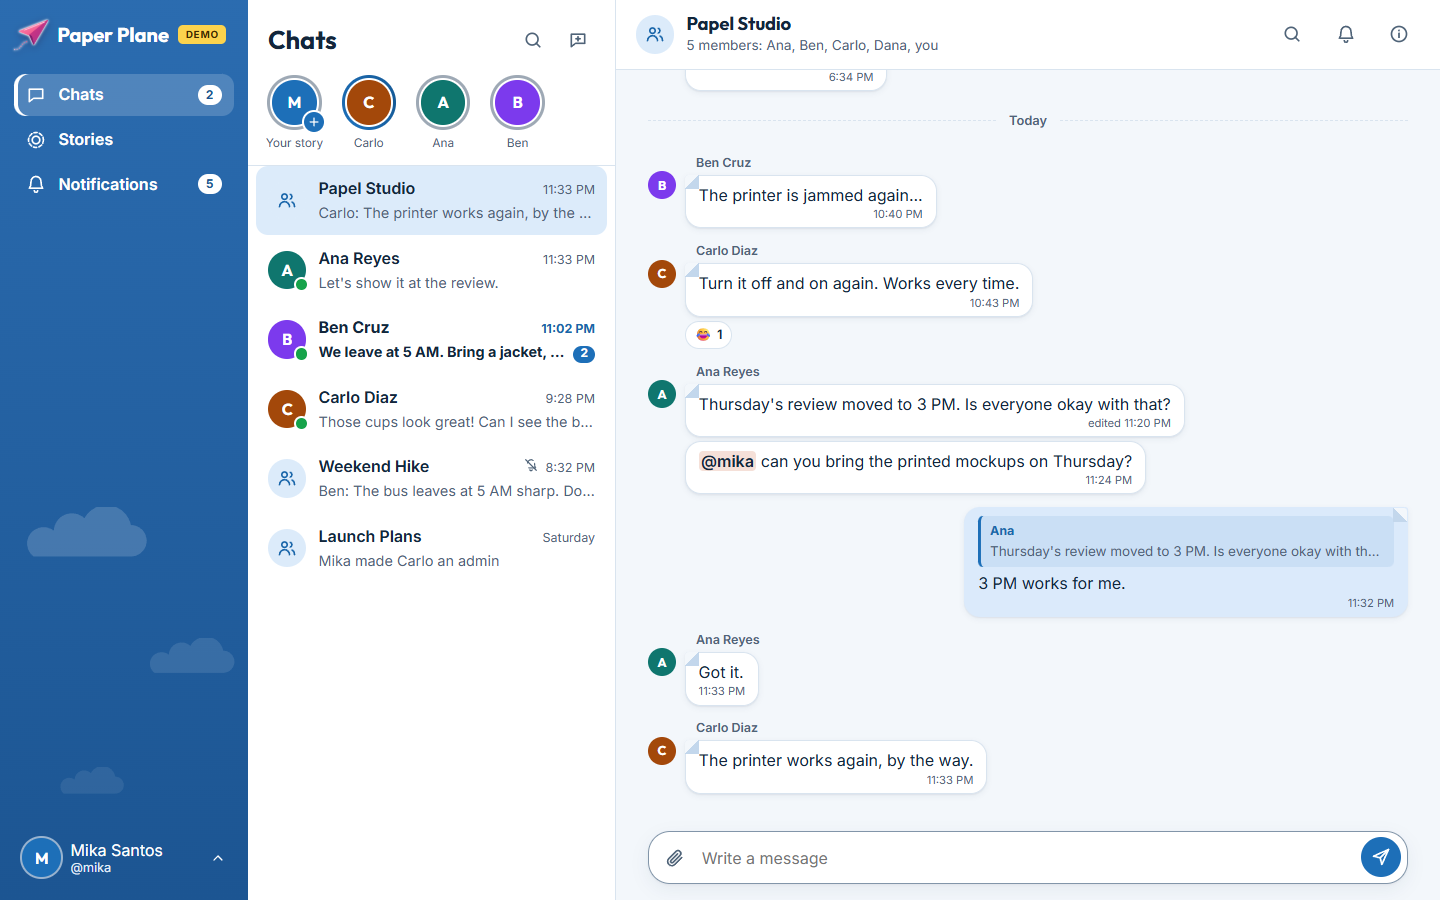 Paper Plane DEMO
Chats 2
Stories
Notifications 5
M
Mika Santos
@mika
Chats
M C A B
Your story Carlo Ana Ben
Papel Studio 11:33 PM
Carlo: The printer works again, by the ...
A
Ana Reyes 11:33 PM
Let's show it at the review.
B
Ben Cruz 11:02 PM
We leave at 5 AM. Bring a jacket, ... 2
C
Carlo Diaz 9:28 PM
Those cups look great! Can I see the b...
Weekend Hike 8:32 PM
Ben: The bus leaves at 5 AM sharp. Do...
Launch Plans Saturday
Mika made Carlo an admin
Papel Studio
5 members: Ana, Ben, Carlo, Dana, you
6:34 PM
Today
Ben Cruz
B
The printer is jammed again...
10:40 PM
Carlo Diaz
C
Turn it off and on again. Works every time.
10:43 PM
😂 1
Ana Reyes
A
Thursday's review moved to 3 PM. Is everyone okay with that?
edited 11:20 PM
@mika can you bring the printed mockups on Thursday?
11:24 PM
Ana
Thursday's review moved to 3 PM. Is everyone okay with th...
3 PM works for me.
11:32 PM
Ana Reyes
A
Got it.
11:33 PM
Carlo Diaz
C
The printer works again, by the way.
11:33 PM
Write a message